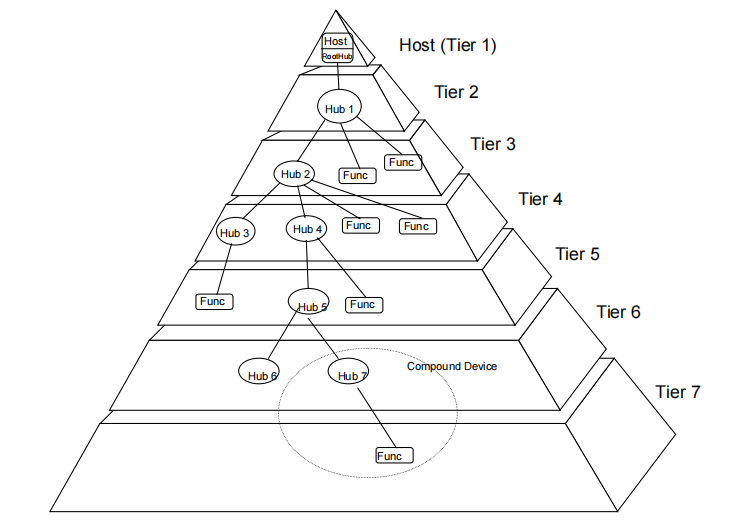 Host
RootHub
Host (Tier 1)
Hub 1
Tier 2
Hub 2
Func
Func
Tier 3
Hub 3
Hub 4
Func
Func
Tier 4
Func
Hub 5
Func
Tier 5
Hub 6
Hub 7
Compound Device
Tier 6
Func
Tier 7